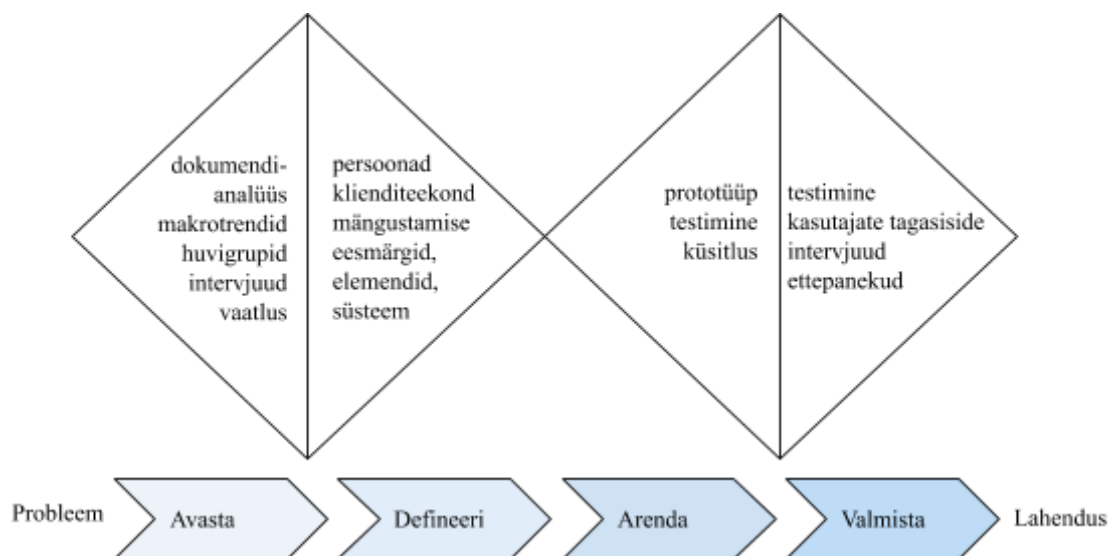 dokumendi-
analüüs
makrotrendid
huvigrupid
intervjuud
vaatlus
persoonad
klienditeekond
mängustamise
eesmärgid,
elemendid,
süsteem
prototüüp
testimine
küsitlus
testimine
kasutajate tagasiside
intervjuud
ettepanekud
Probleem
Avasta
Defineeri
Arenda
Valmista
Lahendus